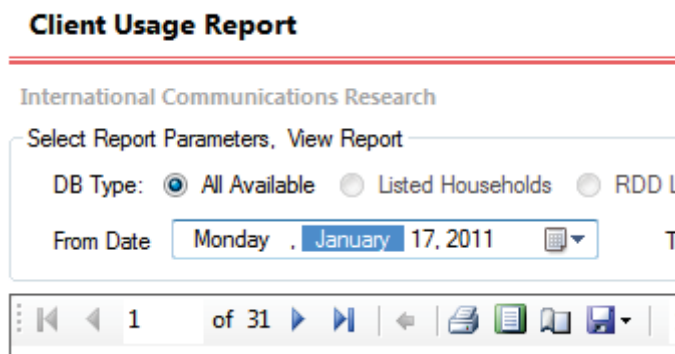 Client Usage Report
International Communications Research
Select Report Parameters, View Report
DB Type: All Available Listed Households RDD L
From Date Monday , January 17, 2011 T
1 of 31